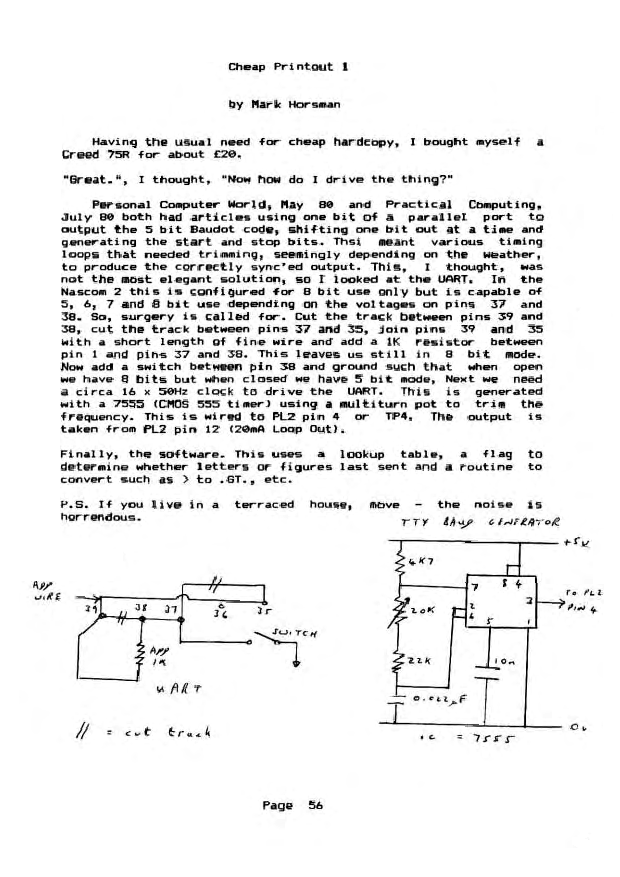 Cheap Printout 1
by Mark Horsman
Having the usual need for cheap hardcopy, I bought myself a
Creed 75R for about £20.
"Great.", I thought, "Now how do I drive the thing?"
Personal Computer World, May 80 and Practical Computing,
July 80 both had articles using one bit of a parallel port to
output the 5 bit Baudot code, shifting one bit out at a time and
generating the start and stop bits. Thsi meant various timing
loops that needed trimming, seemingly depending on the weather,
to produce the correctly sync'ed output. This, I thought, was
not the most elegant solution, so I looked at the UART. In the
Nascom 2 this is configured for 8 bit use only but is capable of
5, 6, 7 and 8 bit use depending on the voltages on pins 37 and
38. So, surgery is called for. Cut the track between pins 39 and
38, cut the track between pins 37 and 35, join pins 39 and 35
with a short length of fine wire and add a 1K resistor between
pin 1 and pins 37 and 38. This leaves us still in 8 bit mode.
Now add a switch between pin 38 and ground such that when open
we have 8 bits but when closed we have 5 bit mode, Next we need
a circa 16 x 50Hz clock to drive the UART. This is generated
with a 7555 (CMOS 555 timer) using a multiturn pot to trim the
frequency. This is wired to PL2 pin 4 or TP4. The output is
taken from PL2 pin 12 (20mA Loop Out).
Finally, the software. This uses a lookup table, a flag to
determine whether letters or figures last sent and a routine to
convert such as > to .GT., etc.
P.S. If you live in a terraced house, move - the noise is
horrendous.
TTY BAUD GENERATOR
+5v
4K7
7 8 4
TO PL2
3
PIN 4
20K
2
6
5 1
22K
10n
0.022µF
0v
IC = 7555
APP
WIRE
//
39 // 38 37 36 35
SWITCH
APP
1K
UART
// = cut track
Page 56